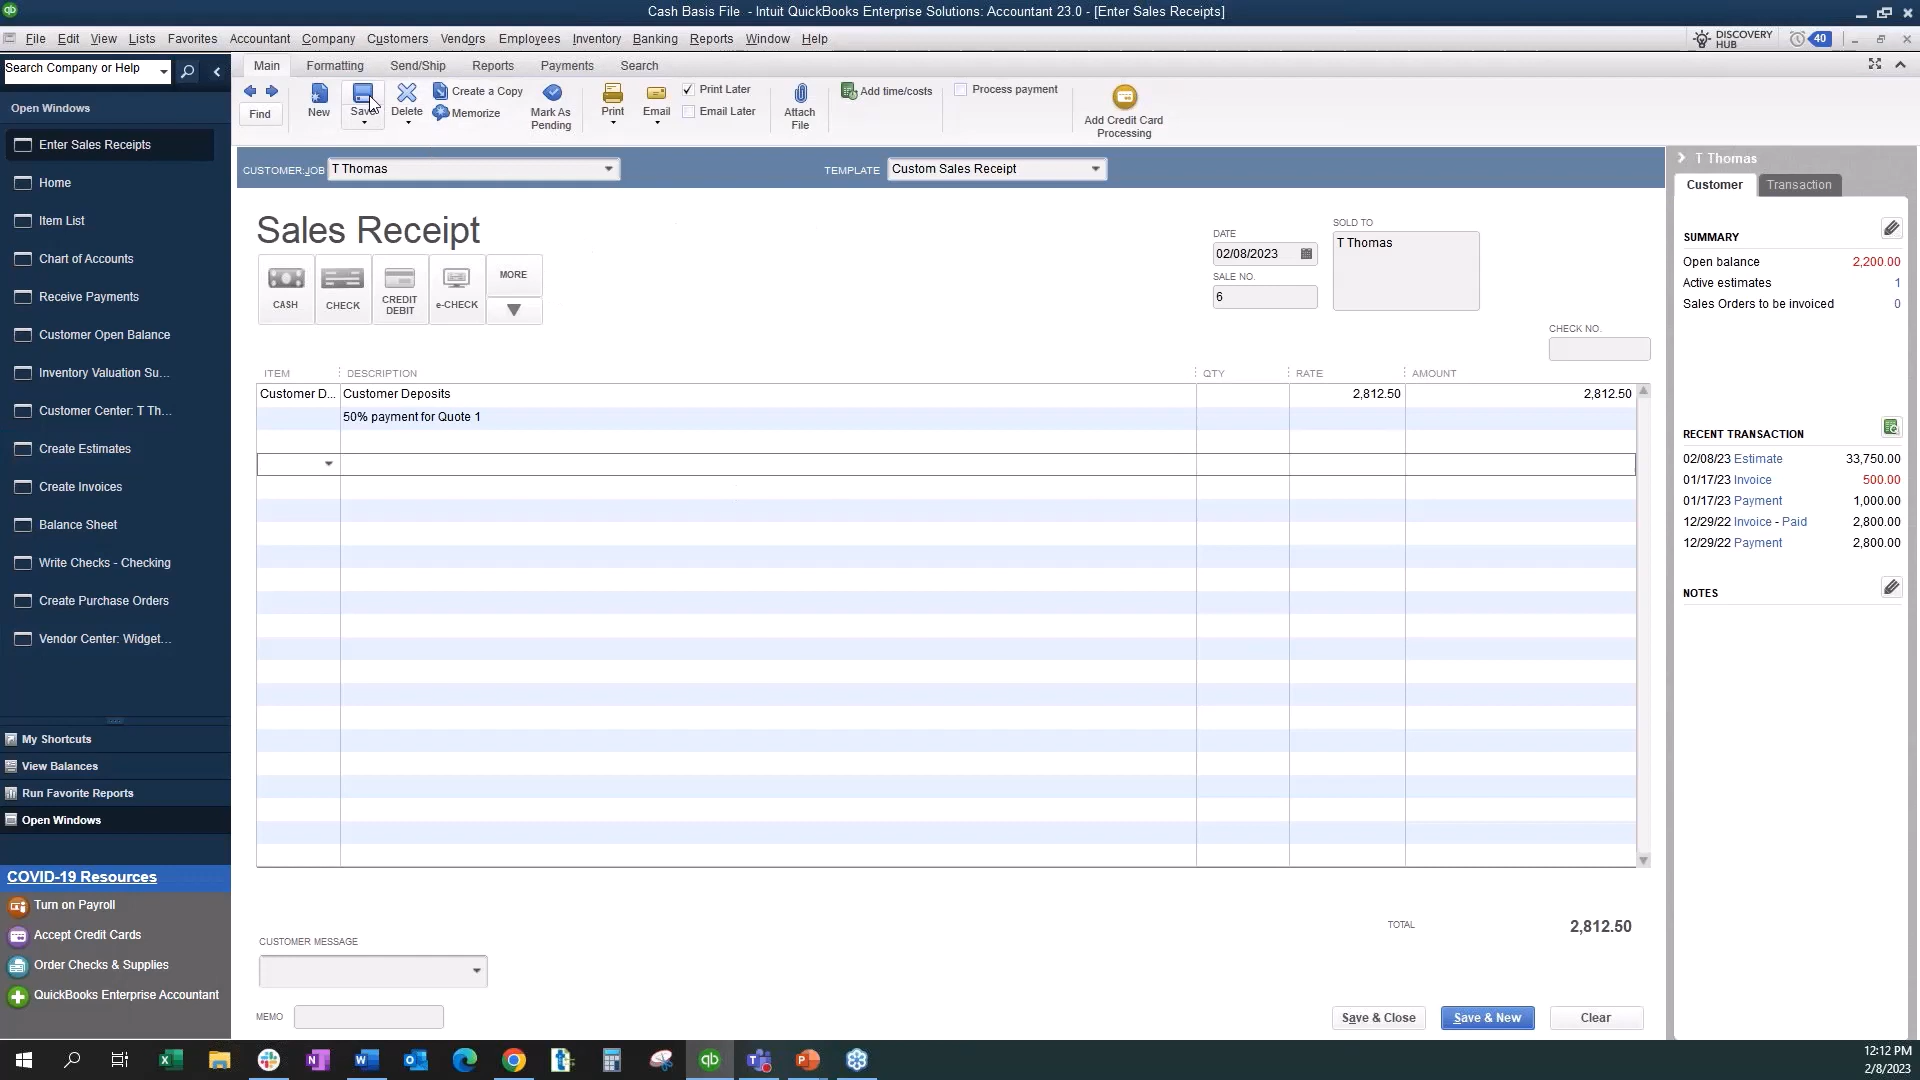 Cash Basis File - Intuit QuickBooks Enterprise Solutions: Accountant 23.0 - [Enter Sales Receipts]
File Edit View Lists Favorites Accountant Company Customers Vendors Employees Inventory Banking Reports Window Help
DISCOVERY HUB 40
Search Company or Help
Open Windows
Enter Sales Receipts
Home
Item List
Chart of Accounts
Receive Payments
Customer Open Balance
Inventory Valuation Su...
Customer Center: T Th...
Create Estimates
Create Invoices
Balance Sheet
Write Checks - Checking
Create Purchase Orders
Vendor Center: Widget...
My Shortcuts
View Balances
Run Favorite Reports
Open Windows
COVID-19 Resources
Turn on Payroll
Accept Credit Cards
Order Checks & Supplies
QuickBooks Enterprise Accountant
Main Formatting Send/Ship Reports Payments Search
Find
New
Save
Delete
Create a Copy
Memorize
Mark As
Pending
Print
Email
Print Later
Email Later
Attach
File
Add time/costs
Process payment
Add Credit Card
Processing
CUSTOMER:JOB T Thomas
TEMPLATE Custom Sales Receipt
Sales Receipt
CASH
CHECK
CREDIT
DEBIT
e-CHECK
MORE
DATE
02/08/2023
SALE NO.
6
SOLD TO
T Thomas
CHECK NO.
ITEM DESCRIPTION QTY RATE AMOUNT
Customer D... Customer Deposits 2,812.50 2,812.50
50% payment for Quote 1
TOTAL 2,812.50
CUSTOMER MESSAGE
MEMO
Save & Close
Save & New
Clear
T Thomas
Customer Transaction
SUMMARY
Open balance 2,200.00
Active estimates 1
Sales Orders to be invoiced 0
RECENT TRANSACTION
02/08/23 Estimate 33,750.00
01/17/23 Invoice 500.00
01/17/23 Payment 1,000.00
12/29/22 Invoice - Paid 2,800.00
12/29/22 Payment 2,800.00
NOTES
12:12 PM
2/8/2023